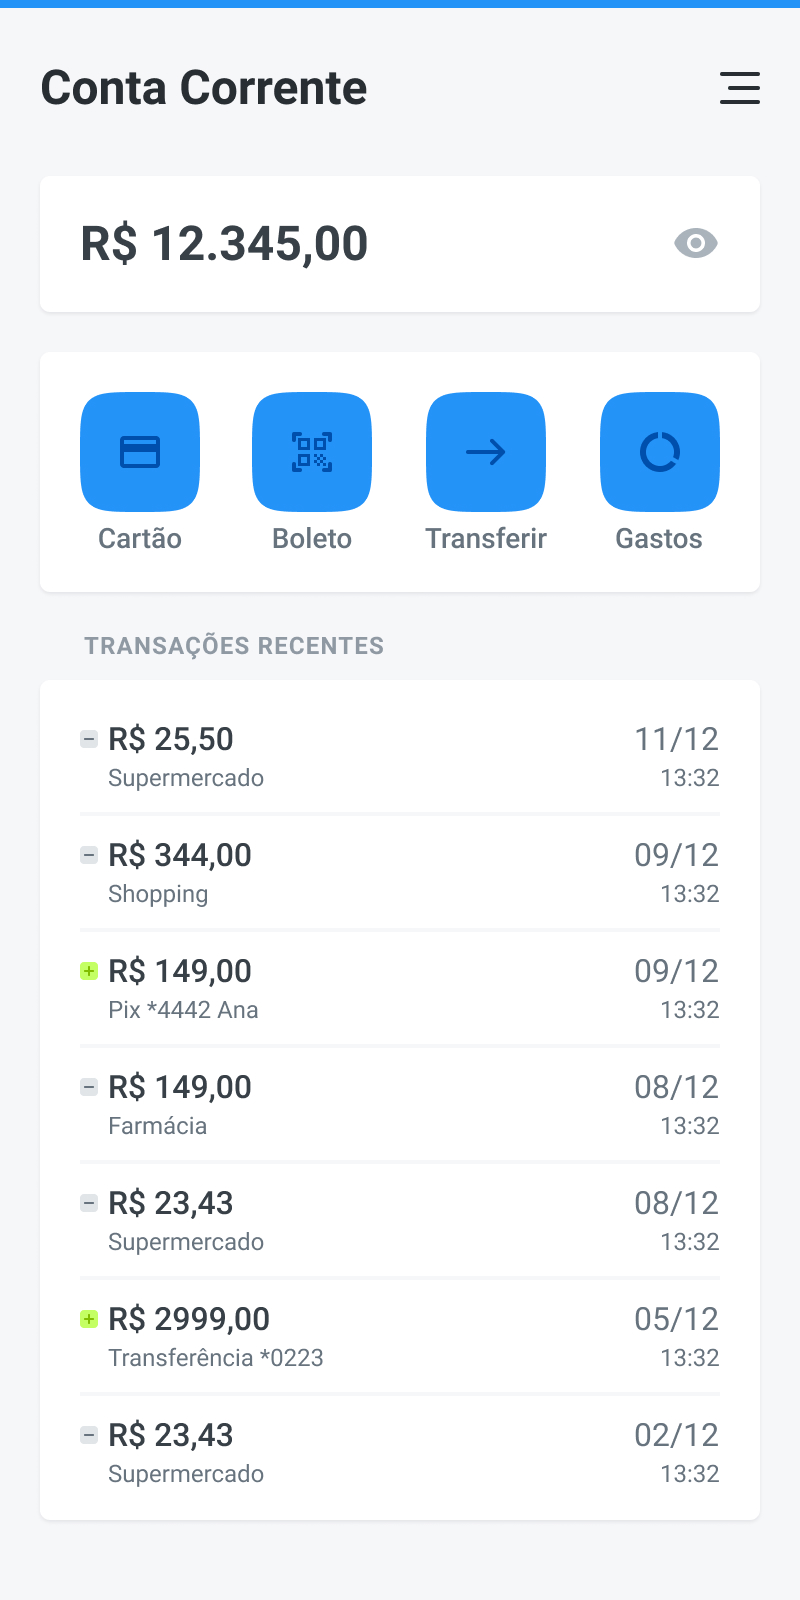 Conta Corrente
R$ 12.345,00
Cartão Boleto Transferir Gastos
TRANSAÇÕES RECENTES
R$ 25,50 11/12
Supermercado 13:32
R$ 344,00 09/12
Shopping 13:32
R$ 149,00 09/12
Pix *4442 Ana 13:32
R$ 149,00 08/12
Farmácia 13:32
R$ 23,43 08/12
Supermercado 13:32
R$ 2999,00 05/12
Transferência *0223 13:32
R$ 23,43 02/12
Supermercado 13:32